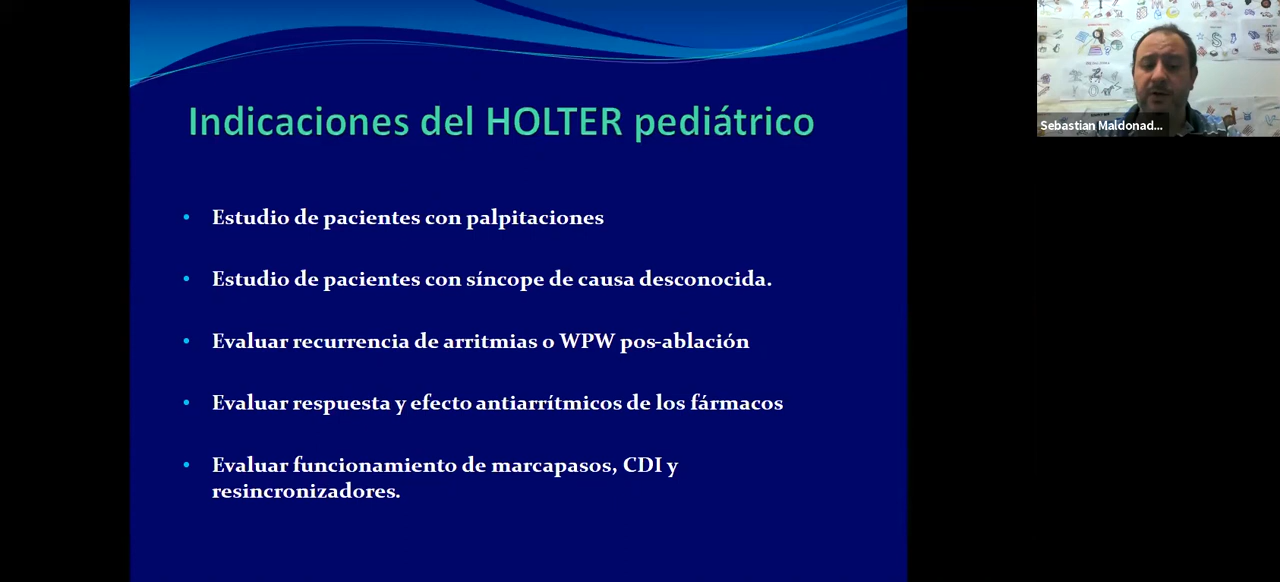 Indicaciones del HOLTER pediátrico
• Estudio de pacientes con palpitaciones
• Estudio de pacientes con síncope de causa desconocida.
• Evaluar recurrencia de arritmias o WPW pos-ablación
• Evaluar respuesta y efecto antiarrítmicos de los fármacos
• Evaluar funcionamiento de marcapasos, CDI y
resincronizadores.
Sebastian Maldonad...